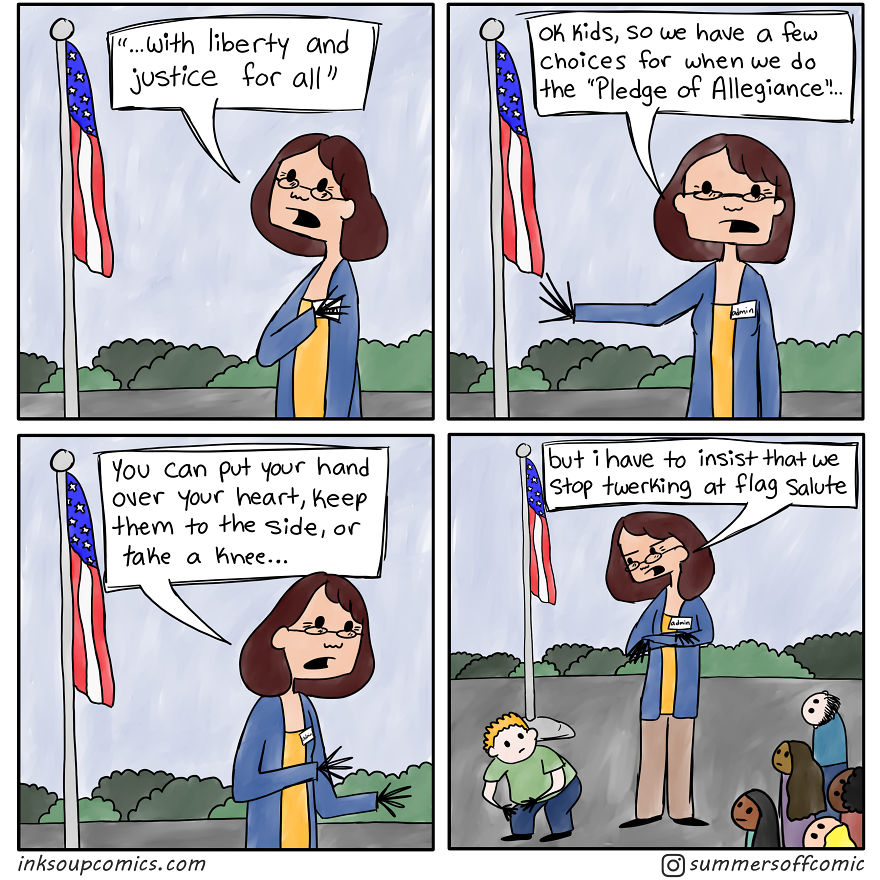 "...with liberty and
justice for all"
OK Kids, so we have a few
choices for when we do
the "Pledge of Allegiance"...
admin
You can put your hand
over your heart, keep
them to the side, or
take a knee...
but i have to insist that we
stop twerking at flag salute
admin
inksoupcomics.com
summersoffcomic